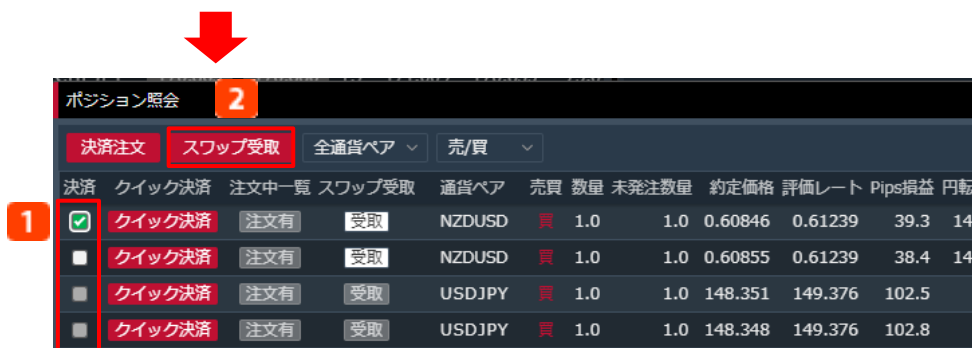 ポジション照会 2
決済注文 スワップ受取 全通貨ペア 売/買
決済 クイック決済 注文中一覧 スワップ受取 通貨ペア 売買 数量 未発注数量 約定価格 評価レート Pips損益 円転
1 クイック決済 注文有 受取 NZDUSD 買 1.0 1.0 0.60846 0.61239 39.3 14
クイック決済 注文有 受取 NZDUSD 買 1.0 1.0 0.60855 0.61239 38.4 14
クイック決済 注文有 受取 USDJPY 買 1.0 1.0 148.351 149.376 102.5
クイック決済 注文有 受取 USDJPY 買 1.0 1.0 148.348 149.376 102.8